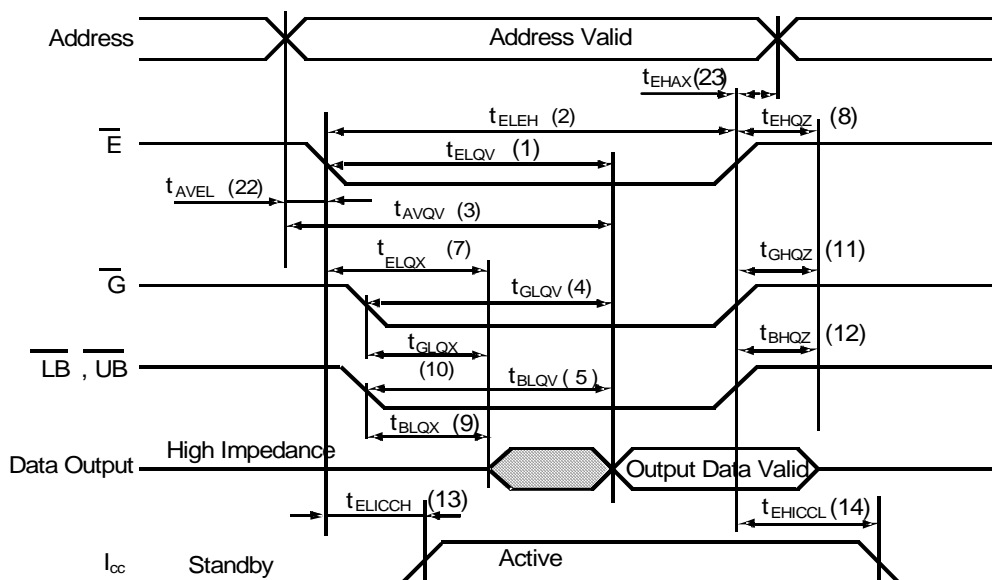 Address
Address Valid
tEHAX (23)
tELEH (2)
tEHQZ (8)
E
tELQV (1)
tAVEL (22)
tAVQV (3)
tELQX (7)
tGHQZ (11)
G
tGLQV (4)
tGLQX (10)
tBHQZ (12)
LB , UB
tBLQV ( 5 )
tBLQX (9)
High Impedance
Data Output
Output Data Valid
tELICCH (13)
tEHICCL (14)
Icc
Standby
Active